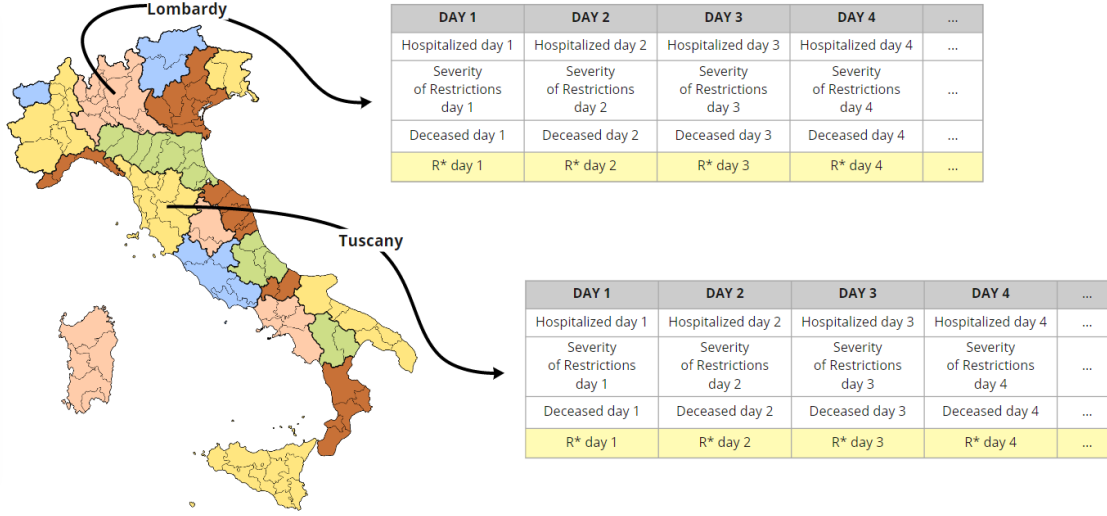 Lombardy
DAY 1 DAY 2 DAY 3 DAY 4 ...
Hospitalized day 1 Hospitalized day 2 Hospitalized day 3 Hospitalized day 4 ...
Severity Severity Severity Severity
of Restrictions of Restrictions of Restrictions of Restrictions ...
day 1 day 2 day 3 day 4
Deceased day 1 Deceased day 2 Deceased day 3 Deceased day 4 ...
R* day 1 R* day 2 R* day 3 R* day 4 ...
Tuscany
DAY 1 DAY 2 DAY 3 DAY 4 ...
Hospitalized day 1 Hospitalized day 2 Hospitalized day 3 Hospitalized day 4 ...
Severity Severity Severity Severity
of Restrictions of Restrictions of Restrictions of Restrictions ...
day 1 day 2 day 3 day 4
Deceased day 1 Deceased day 2 Deceased day 3 Deceased day 4 ...
R* day 1 R* day 2 R* day 3 R* day 4 ...